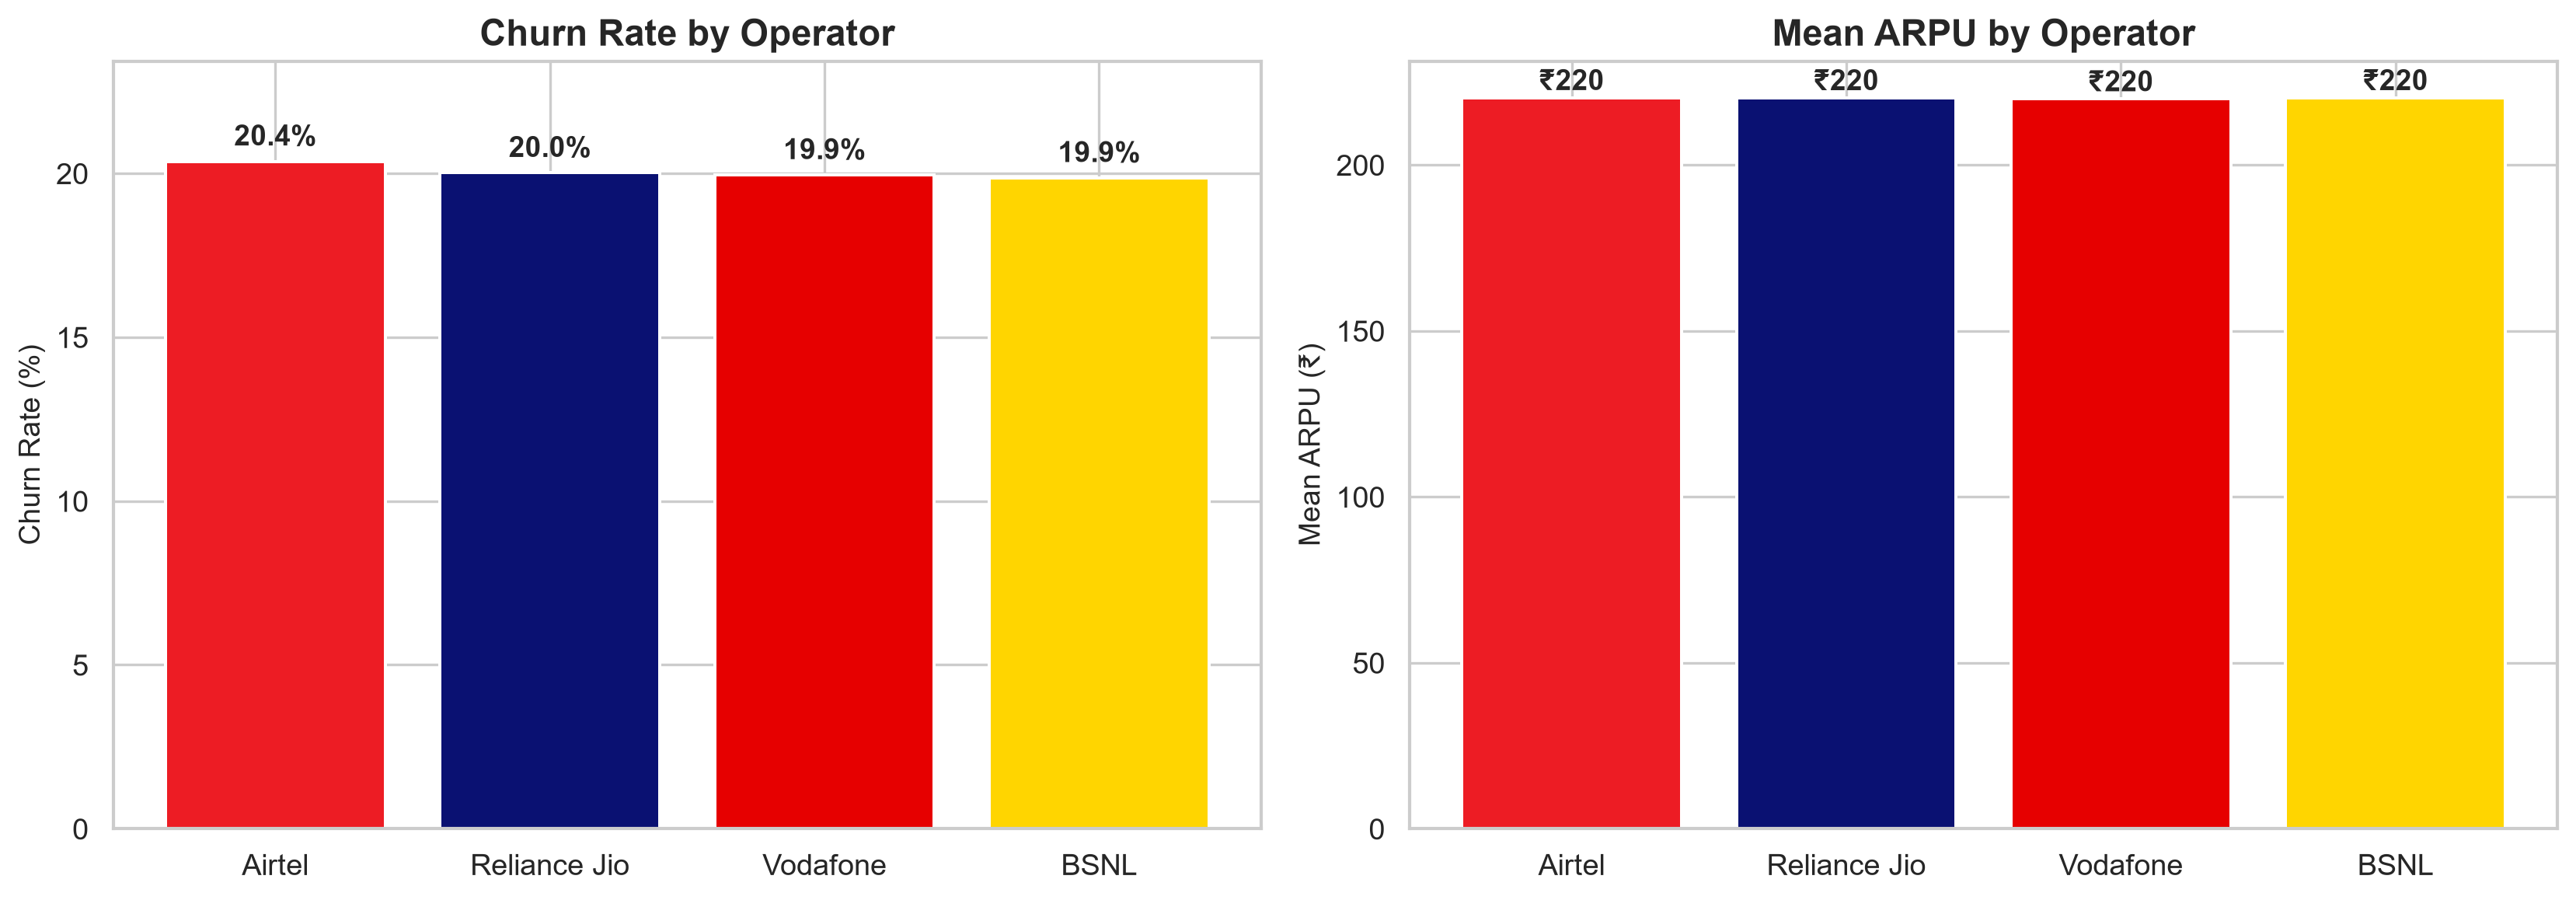 Churn Rate by Operator
Churn Rate (%)
20
15
10
5
0
20.4%
20.0%
19.9%
19.9%
Airtel
Reliance Jio
Vodafone
BSNL
Mean ARPU by Operator
Mean ARPU (₹)
200
150
100
50
0
₹220
₹220
₹220
₹220
Airtel
Reliance Jio
Vodafone
BSNL